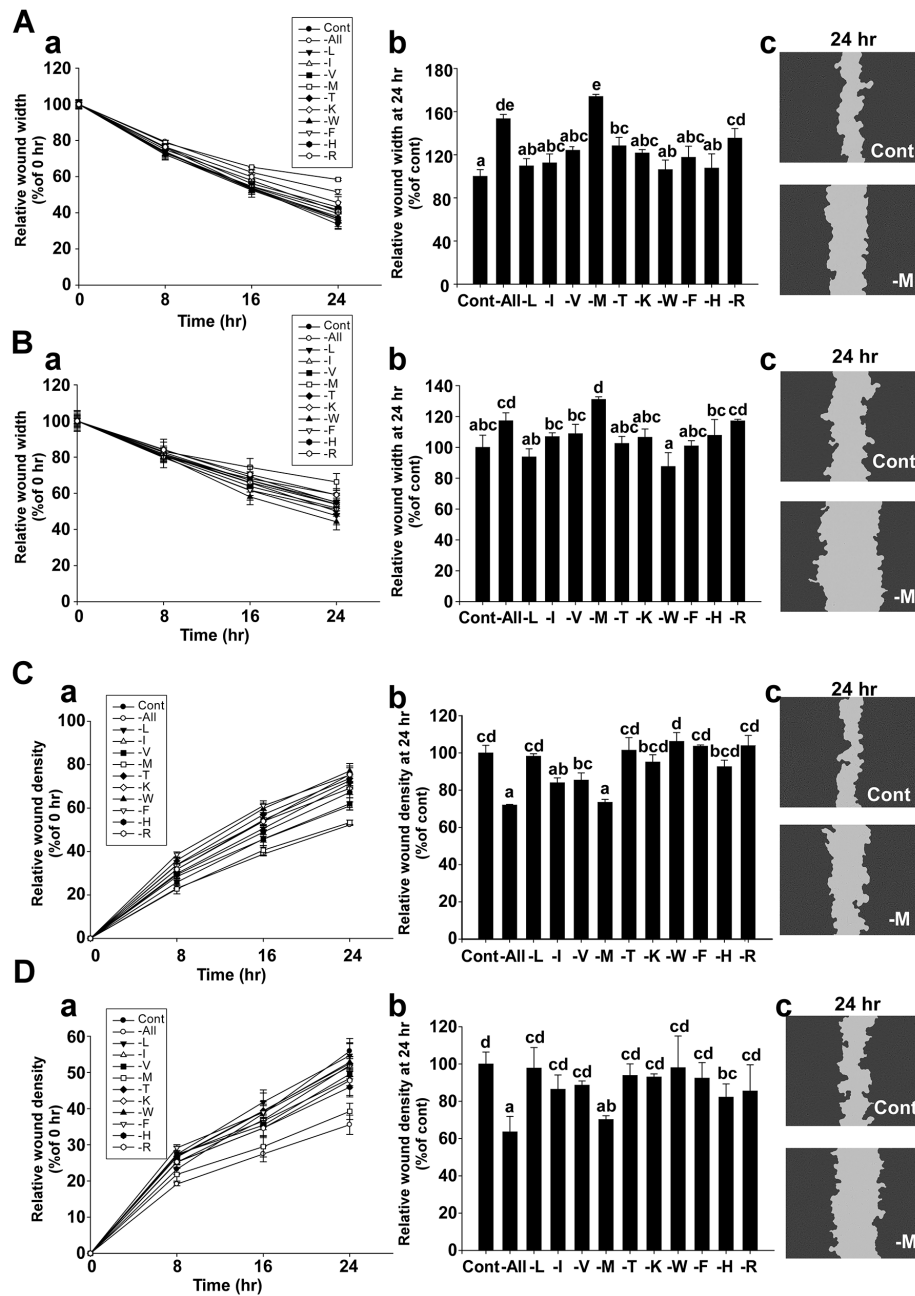 A
a
Relative wound width
(%of 0 hr)
120
100
80
60
40
20
0
0
8
16
24
Time (hr)
Cont
-All
-L
-I
-V
-M
-T
-K
-W
-F
-H
-R
b
Relative wound width at 24 hr
(%of cont)
180
160
140
120
100
80
40
0
a
de
ab
abc
abc
e
bc
abc
ab
abc
ab
cd
Cont -All -L -I -V -M -T -K -W -F -H -R
c
24 hr
Cont
-M
B
a
Relative wound width
(%of 0 hr)
120
100
80
60
40
20
0
0
8
16
24
Time (hr)
Cont
-All
-L
-I
-V
-M
-T
-K
-W
-F
-H
-R
b
Relative wound width at 24 hr
(%of cont)
140
120
100
80
60
40
20
0
abc
cd
ab
abc
abc
d
abc
abc
a
abc
bc
cd
Cont -All -L -I -V -M -T -K -W -F -H -R
c
24 hr
Cont
-M
C
a
Relative wound density
(%of 0 hr)
100
80
60
40
20
0
0
8
16
24
Time (hr)
Cont
-All
-L
-I
-V
-M
-T
-K
-W
-F
-H
-R
b
Relative wound density at 24 hr
(%of cont)
120
100
80
60
40
20
0
cd
a
cd
ab
bc
a
cd
bcd
d
cd
bcd
cd
Cont -All -L -I -V -M -T -K -W -F -H -R
c
24 hr
Cont
-M
D
a
Relative wound density
(%of 0 hr)
60
50
40
30
20
10
0
0
8
16
24
Time (hr)
Cont
-All
-L
-I
-V
-M
-T
-K
-W
-F
-H
-R
b
Relative wound density at 24 hr
(%of cont)
120
100
80
60
40
20
0
d
a
cd
cd
cd
ab
cd
cd
cd
cd
bc
cd
Cont -All -L -I -V -M -T -K -W -F -H -R
c
24 hr
Cont
-M